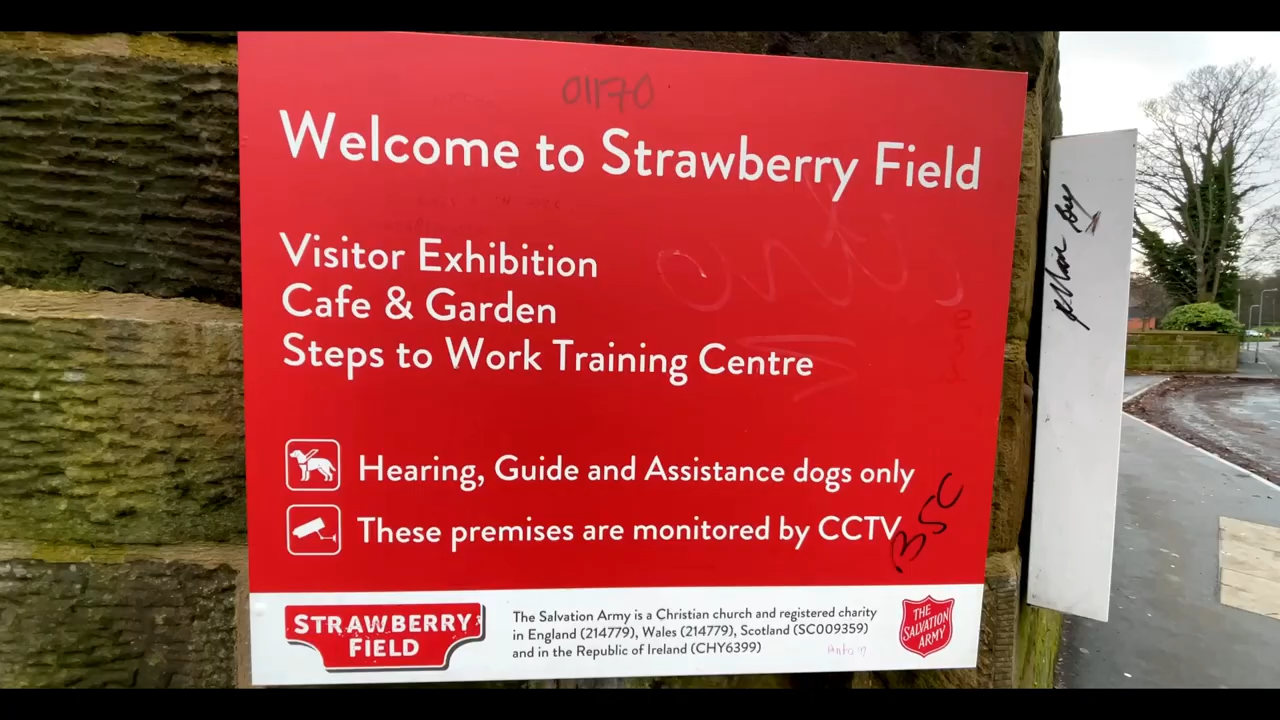 01170
Welcome to Strawberry Field
Visitor Exhibition
Cafe & Garden
Steps to Work Training Centre
Hearing, Guide and Assistance dogs only
These premises are monitored by CCTV
BSC
STRAWBERRY
FIELD
The Salvation Army is a Christian church and registered charity
in England (214779), Wales (214779), Scotland (SC009359)
and in the Republic of Ireland (CHY6399)
THE
SALVATION
ARMY